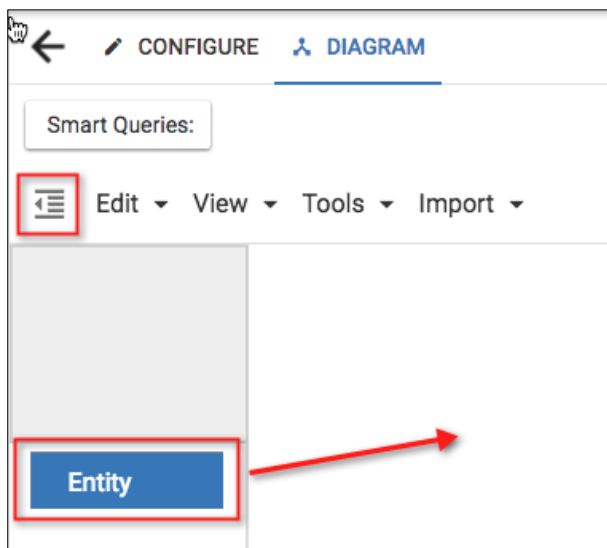 CONFIGURE DIAGRAM
Smart Queries:
Edit View Tools Import
Entity